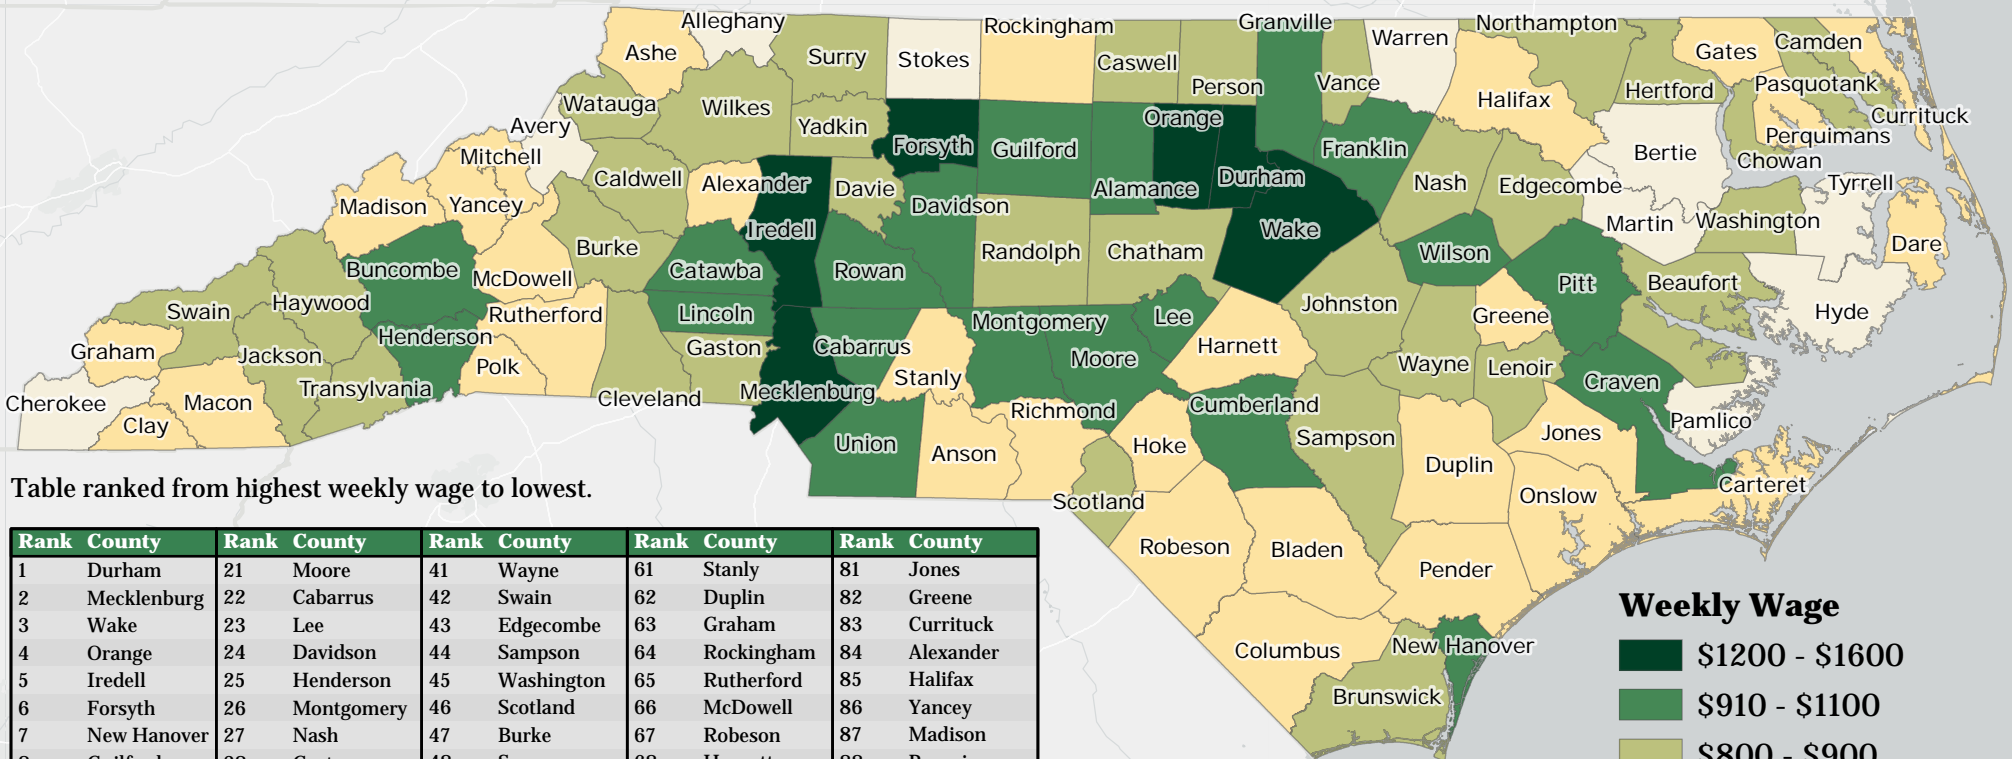 Alleghany
Rockingham
Granville
Northampton
Ashe
Surry
Stokes
Caswell
Person
Vance
Warren
Gates
Camden
Halifax
Hertford
Pasquotank
Currituck
Watauga
Wilkes
Yadkin
Forsyth
Guilford
Orange
Perquimans
Avery
Mitchell
Franklin
Bertie
Chowan
Caldwell
Alexander
Davie
Davidson
Alamance
Durham
Nash
Edgecombe
Tyrrell
Madison
Yancey
Iredell
Martin
Washington
Burke
Randolph
Chatham
Wake
Wilson
Dare
Buncombe
McDowell
Catawba
Rowan
Pitt
Beaufort
Swain
Haywood
Rutherford
Lincoln
Montgomery
Lee
Johnston
Greene
Hyde
Graham
Jackson
Henderson
Gaston
Cabarrus
Moore
Harnett
Wayne
Lenoir
Polk
Stanly
Craven
Cherokee
Macon
Transylvania
Cleveland
Mecklenburg
Richmond
Cumberland
Pamlico
Clay
Union
Anson
Hoke
Sampson
Jones
Duplin
Onslow
Carteret
Scotland
Robeson
Bladen
Pender
Columbus
New Hanover
Brunswick
Table ranked from highest weekly wage to lowest.
Rank County Rank County Rank County Rank County Rank County
1 Durham 21 Moore 41 Wayne 61 Stanly 81 Jones
2 Mecklenburg 22 Cabarrus 42 Swain 62 Duplin 82 Greene
3 Wake 23 Lee 43 Edgecombe 63 Graham 83 Currituck
4 Orange 24 Davidson 44 Sampson 64 Rockingham 84 Alexander
5 Iredell 25 Henderson 45 Washington 65 Rutherford 85 Halifax
6 Forsyth 26 Montgomery 46 Scotland 66 McDowell 86 Yancey
7 New Hanover 27 Nash 47 Burke 67 Robeson 87 Madison
Weekly Wage
$1200 - $1600
$910 - $1100
$800 - $900